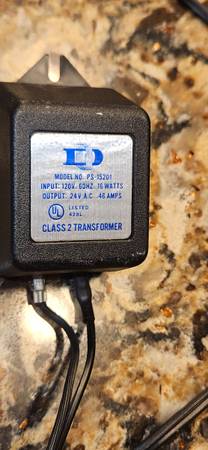 D
MODEL NO. PS-15201
INPUT: 120V. 60HZ. 16 WATTS
OUTPUT: 24V A.C. .46 AMPS
UL LISTED
CLASS 2 TRANSFORMER